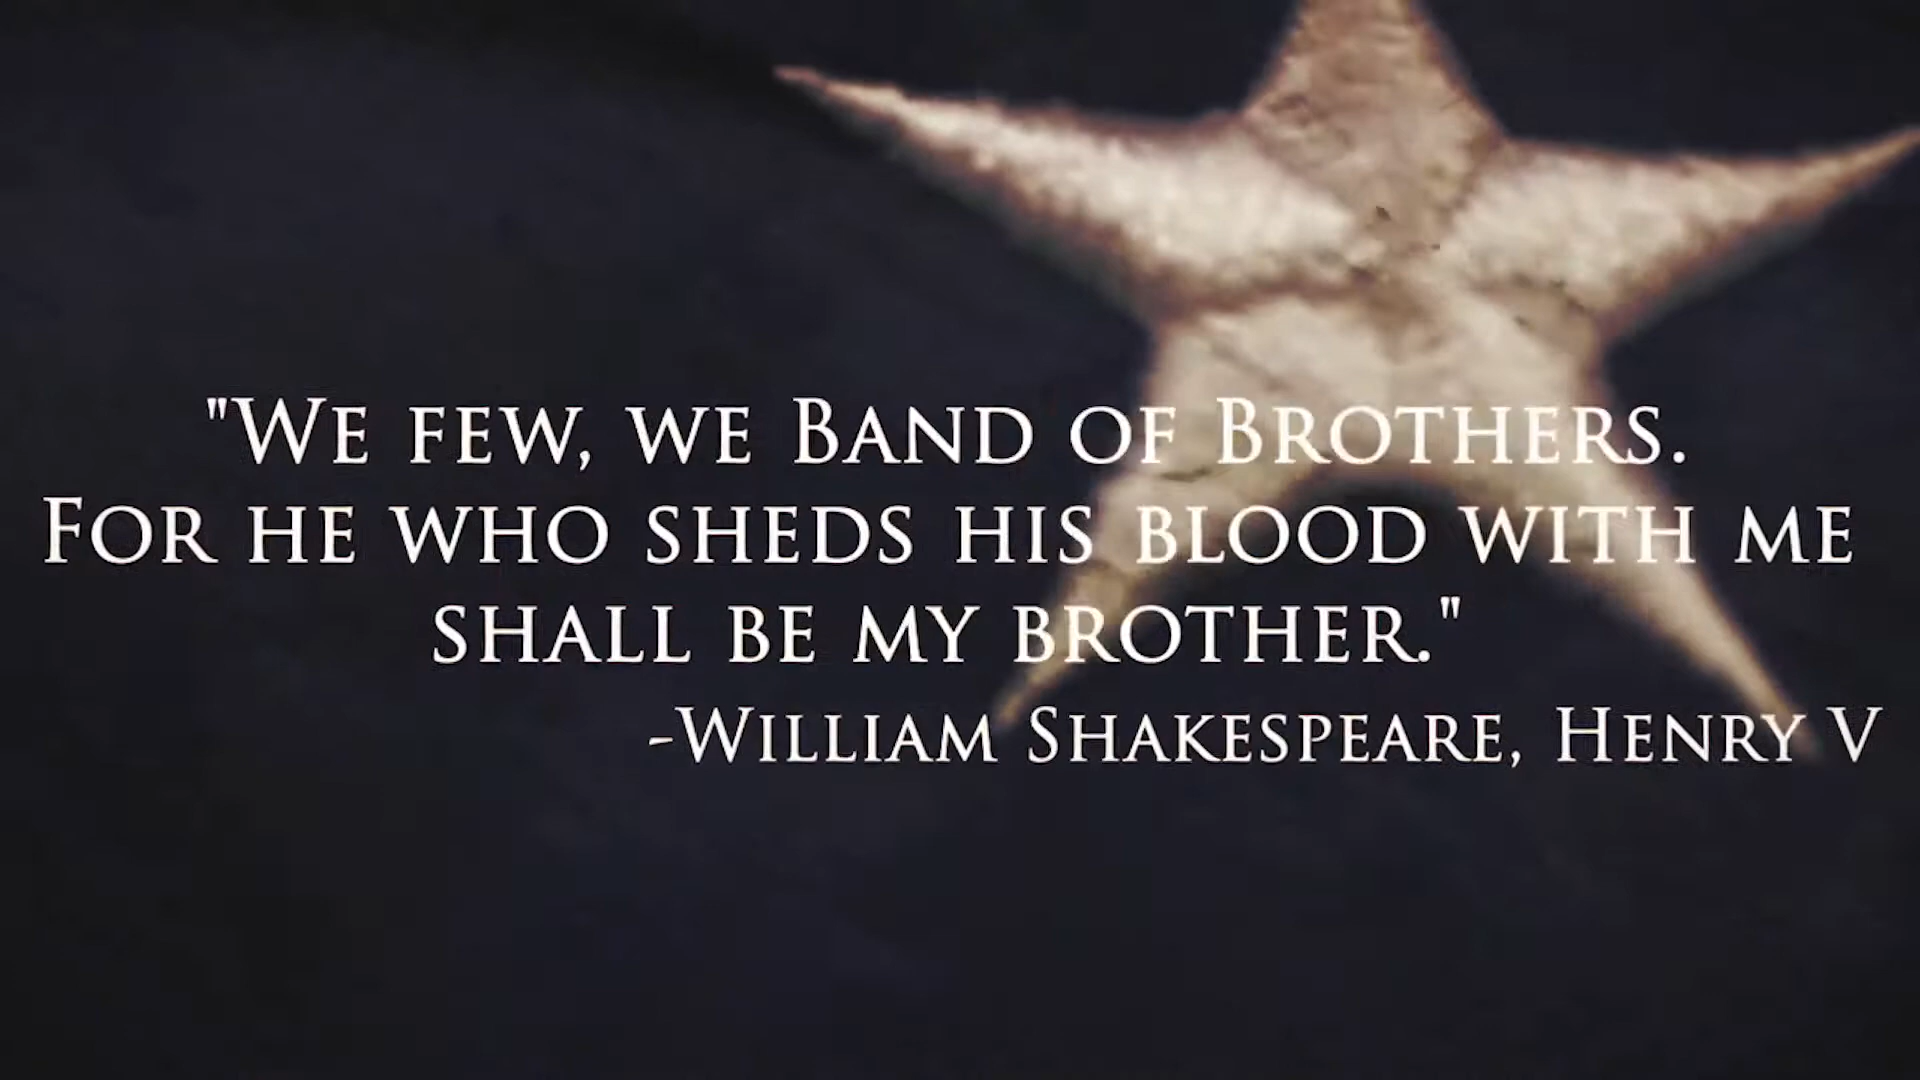 "We few, we Band of Brothers.
For he who sheds his blood with me
shall be my brother."
-William Shakespeare, Henry V